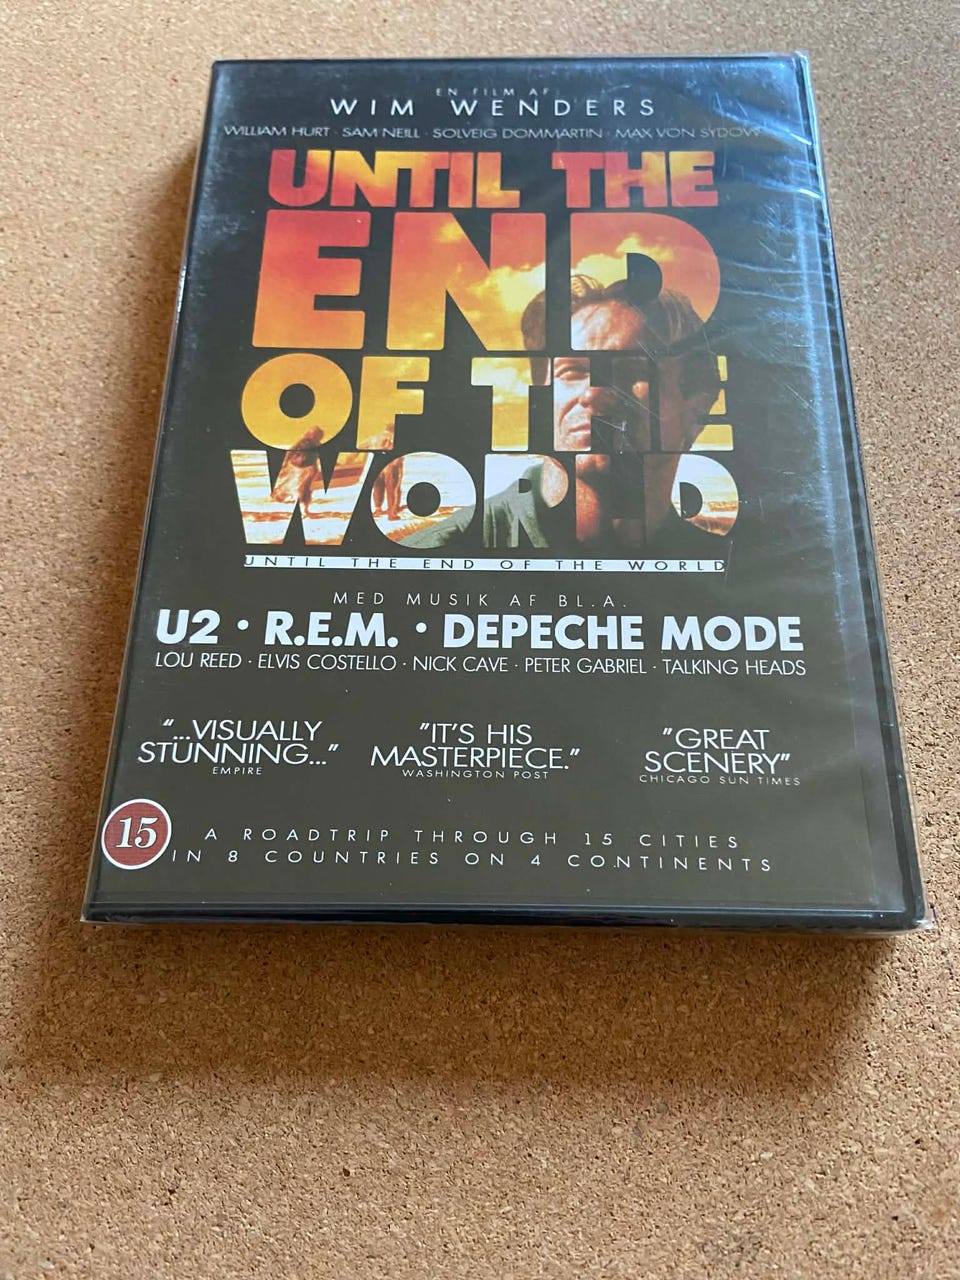 EN FILM AF
WIM WENDERS
WILLIAM HURT · SAM NEILL · SOLVEIG DOMMARTIN · MAX VON SYDOW
UNTIL THE
END
OF THE
WORLD
UNTIL THE END OF THE WORLD
MED MUSIK AF BL.A.
U2 · R.E.M. · DEPECHE MODE
LOU REED · ELVIS COSTELLO · NICK CAVE · PETER GABRIEL · TALKING HEADS
"...VISUALLY
STUNNING..."
EMPIRE
"IT'S HIS
MASTERPIECE."
WASHINGTON POST
"GREAT
SCENERY"
CHICAGO SUN TIMES
15
A ROADTRIP THROUGH 15 CITIES
IN 8 COUNTRIES ON 4 CONTINENTS